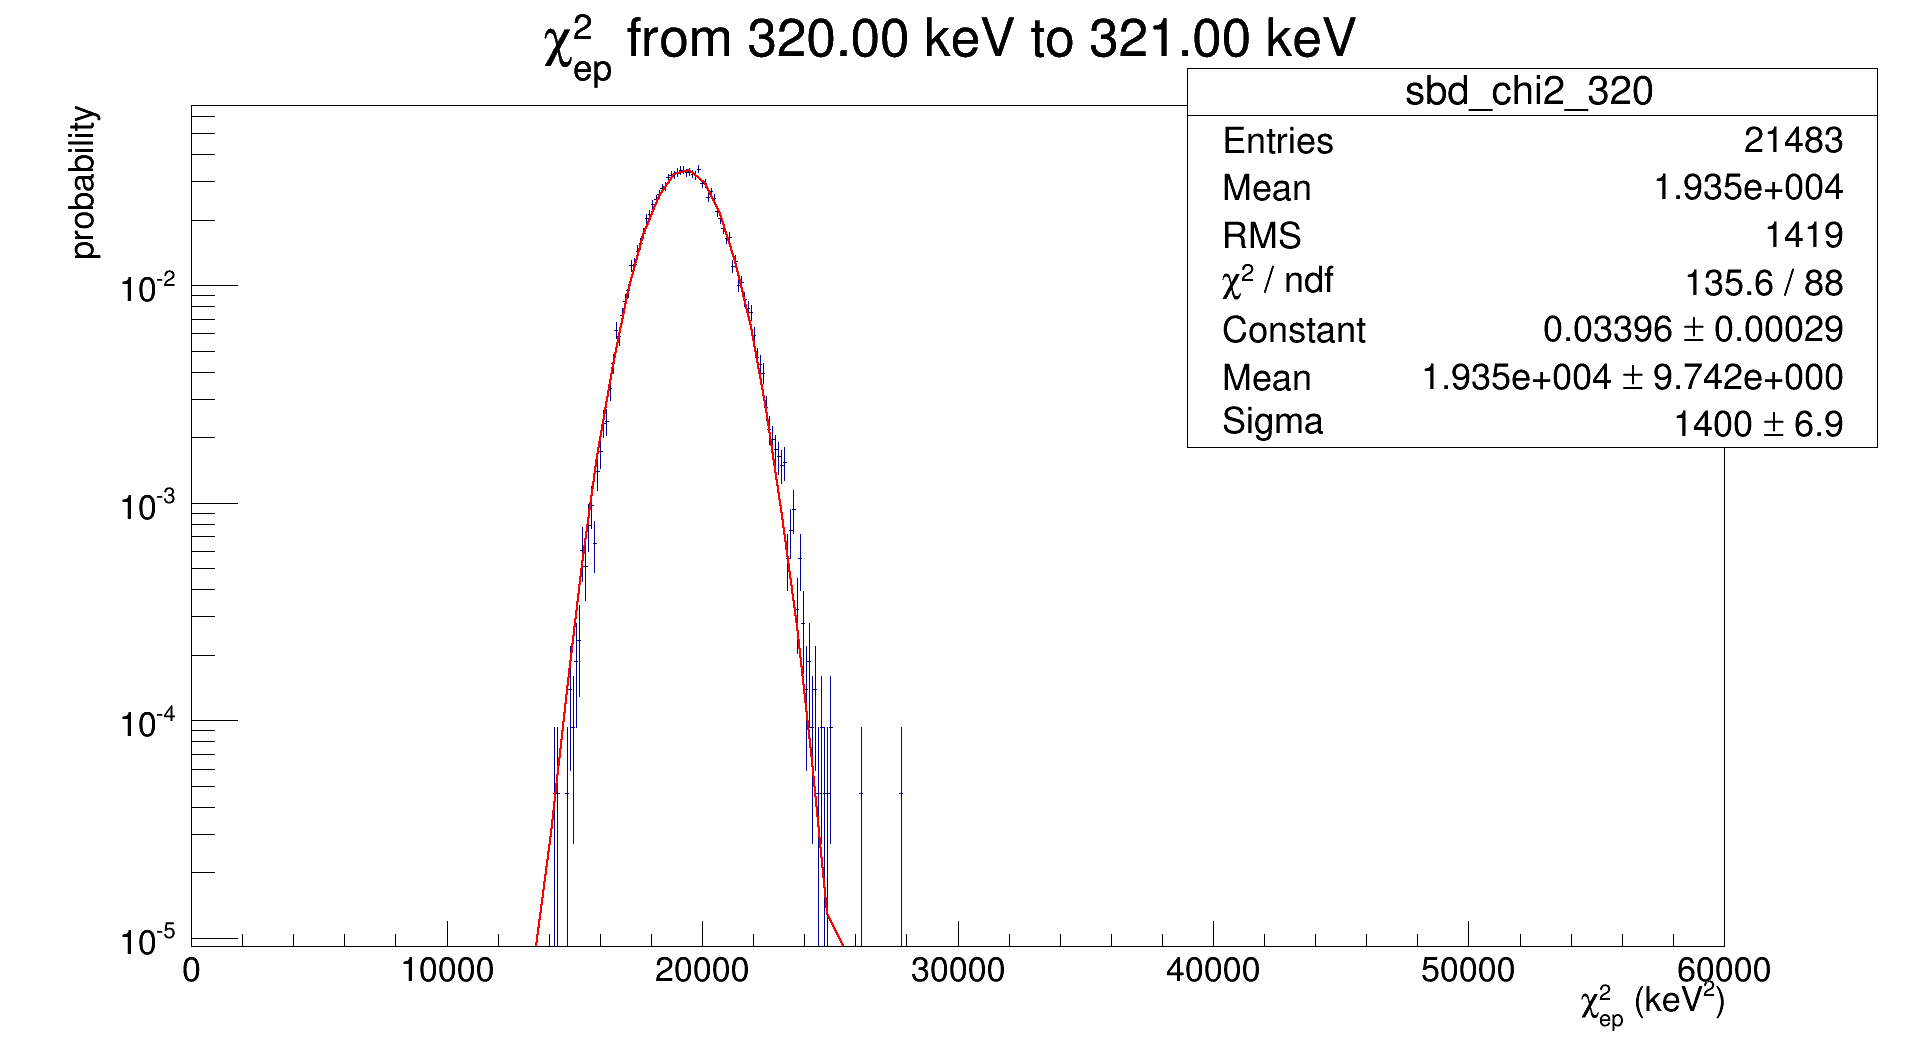 χ²ep from 320.00 keV to 321.00 keV
probability
sbd_chi2_320
Entries 21483
Mean 1.935e+004
RMS 1419
χ² / ndf 135.6 / 88
Constant 0.03396 ± 0.00029
Mean 1.935e+004 ± 9.742e+000
Sigma 1400 ± 6.9
10⁻²
10⁻³
10⁻⁴
10⁻⁵
0 10000 20000 30000 40000 50000 60000
χ²ep (keV²)